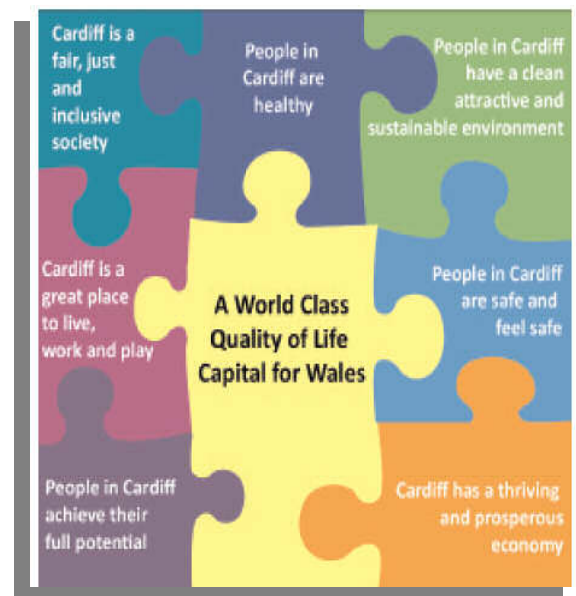 Cardiff is a
fair, just
and
inclusive
society
People in
Cardiff are
healthy
People in Cardiff
have a clean
attractive and
sustainable environment
Cardiff is a
great place
to live,
work and play
A World Class
Quality of Life
Capital for Wales
People in Cardiff
are safe and
feel safe
People in Cardiff
achieve their
full potential
Cardiff has a thriving
and prosperous
economy